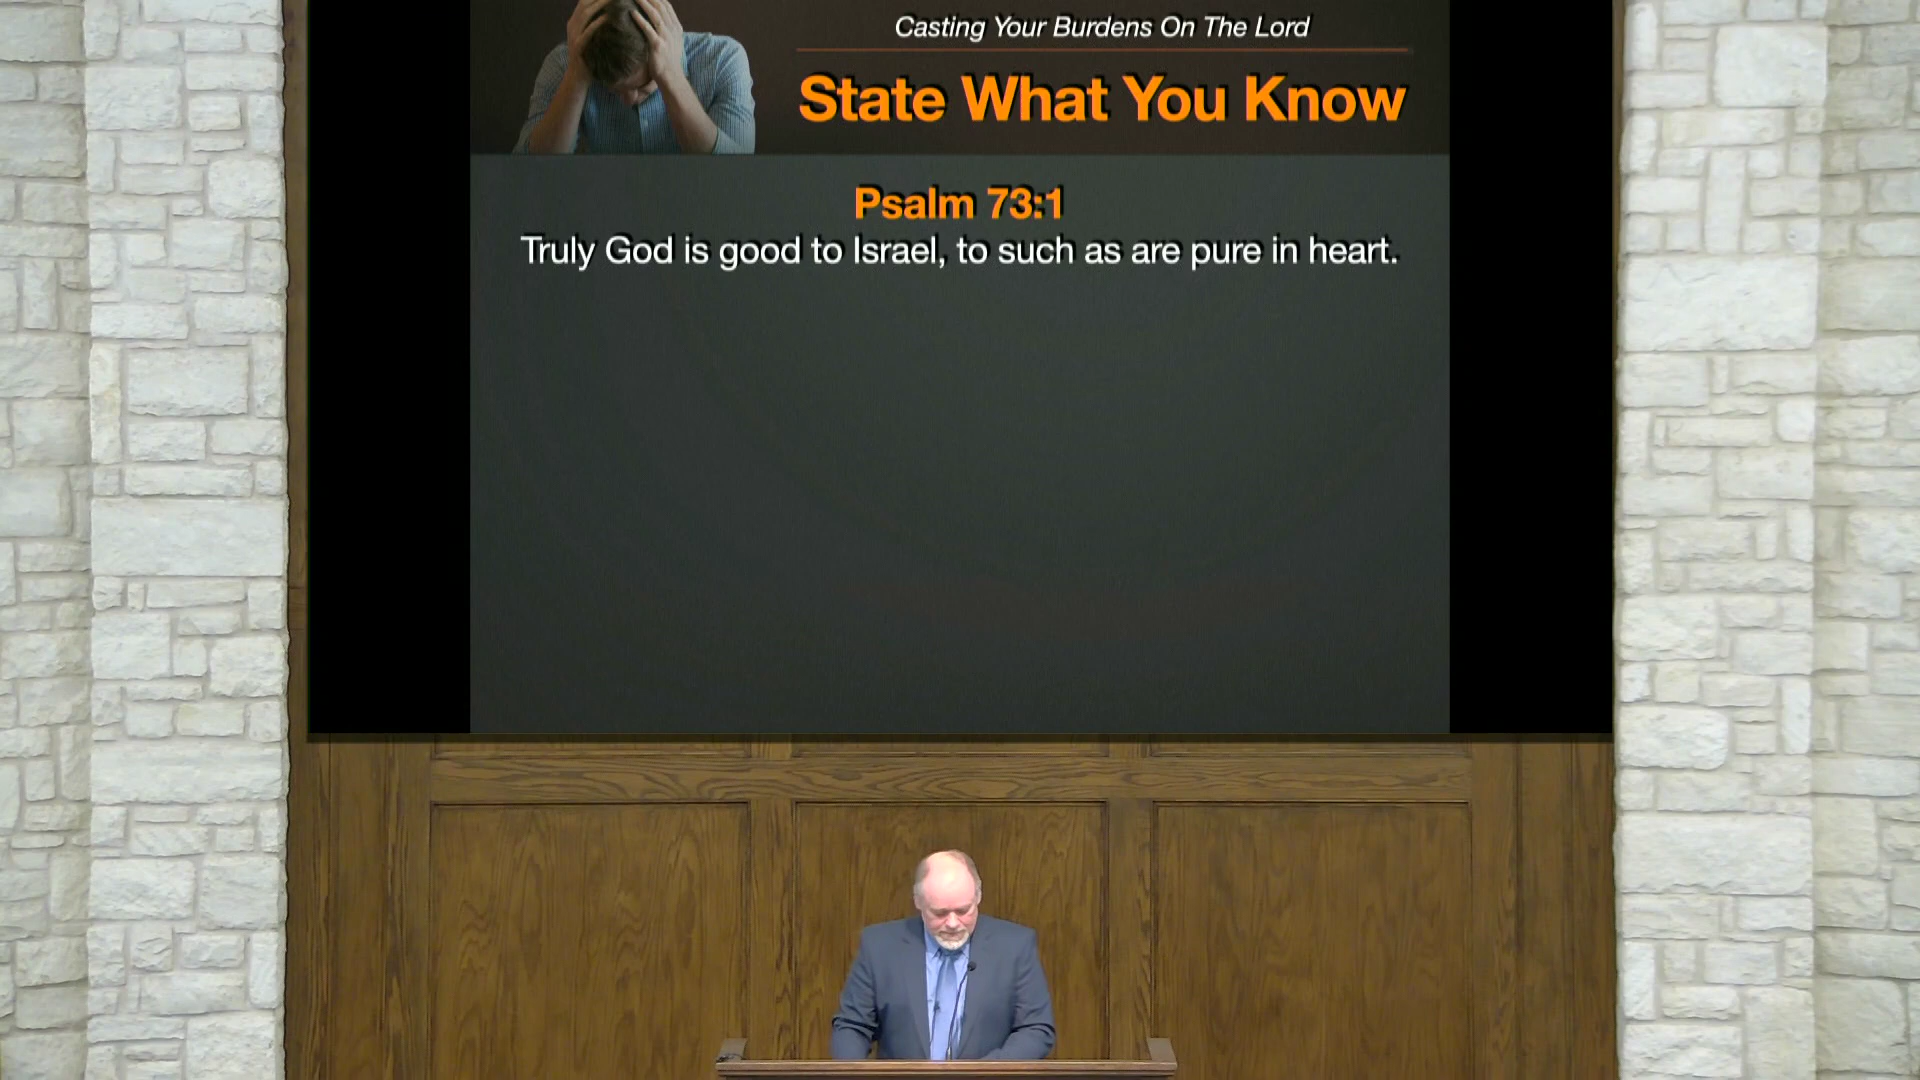 Casting Your Burdens On The Lord
State What You Know
Psalm 73:1
Truly God is good to Israel, to such as are pure in heart.